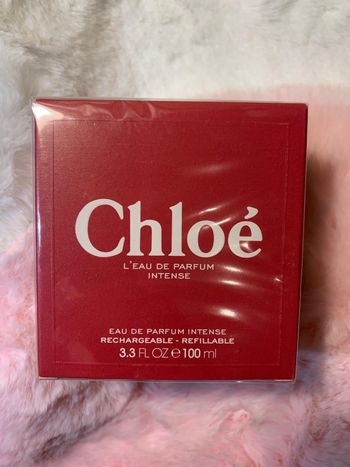 Chloé
L'EAU DE PARFUM
INTENSE
EAU DE PARFUM INTENSE
RECHARGEABLE - REFILLABLE
3.3 FL OZ ℮ 100 ml